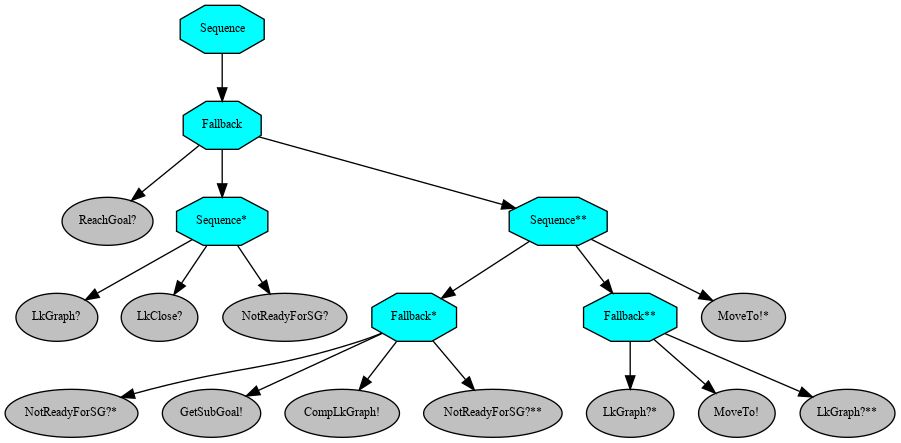 Sequence
Fallback
ReachGoal?
Sequence*
Sequence**
LkGraph?
LkClose?
NotReadyForSG?
Fallback*
Fallback**
MoveTo!*
NotReadyForSG?*
GetSubGoal!
CompLkGraph!
NotReadyForSG?**
LkGraph?*
MoveTo!
LkGraph?**